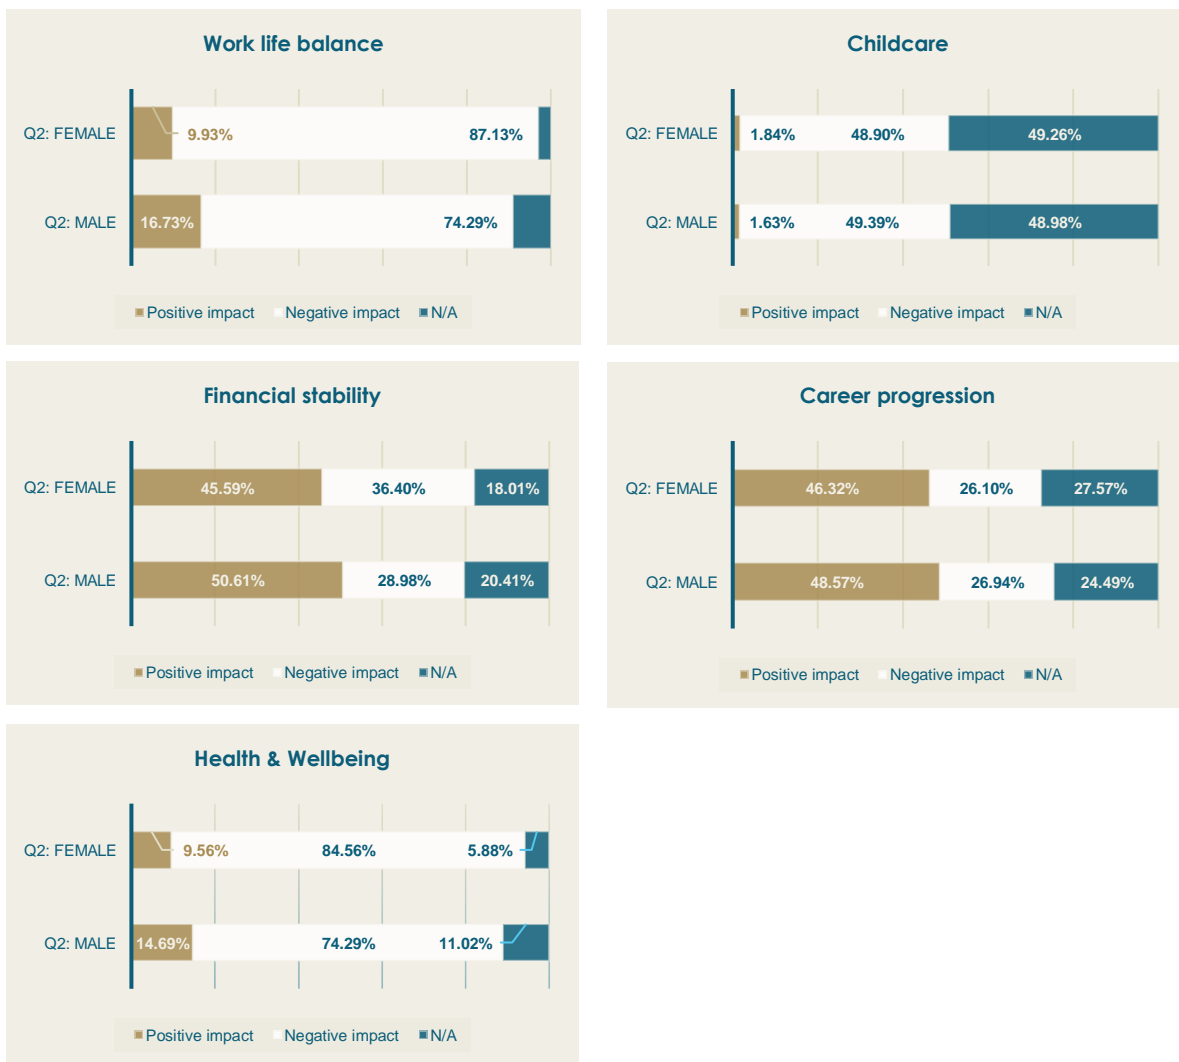 Work life balance
Q2: FEMALE 9.93% 87.13%
Q2: MALE 16.73% 74.29%
Positive impact Negative impact N/A
Childcare
Q2: FEMALE 1.84% 48.90% 49.26%
Q2: MALE 1.63% 49.39% 48.98%
Positive impact Negative impact N/A
Financial stability
Q2: FEMALE 45.59% 36.40% 18.01%
Q2: MALE 50.61% 28.98% 20.41%
Positive impact Negative impact N/A
Career progression
Q2: FEMALE 46.32% 26.10% 27.57%
Q2: MALE 48.57% 26.94% 24.49%
Positive impact Negative impact N/A
Health & Wellbeing
Q2: FEMALE 9.56% 84.56% 5.88%
Q2: MALE 14.69% 74.29% 11.02%
Positive impact Negative impact N/A